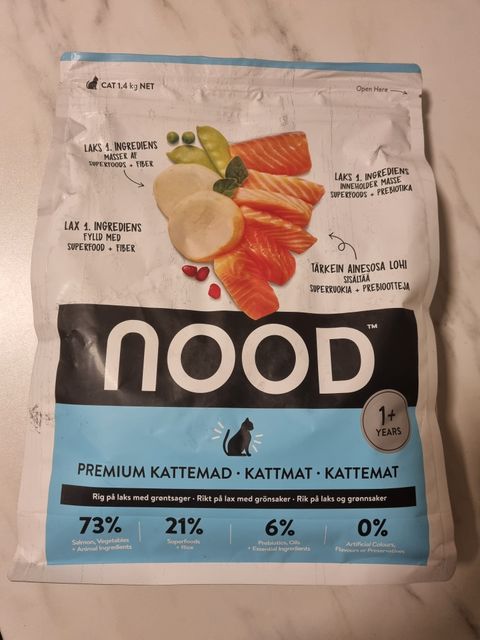 CAT 1,4 kg NET
Open Here
LAKS 1. INGREDIENS
MASSER AF
SUPERFOODS + FIBER
LAKS 1. INGREDIENS
INNEHOLDER MASSE
SUPERFOODS + PREBIOTIKA
LAX 1. INGREDIENS
FYLLD MED
SUPERFOOD + FIBER
TÄRKEIN AINESOSA LOHI
SISÄLTÄÄ
SUPERRUOKIA + PREBIOOTTEJA
NOOD™
1+
YEARS
PREMIUM KATTEMAD · KATTMAT · KATTEMAT
Rig på laks med grøntsager · Rikt på lax med grönsaker · Rik på laks og grønnsaker
73%
Salmon, Vegetables
+ Animal Ingredients
21%
Superfoods
+ Rice
6%
Prebiotics, Oils
+ Essential Ingredients
0%
Artificial Colours,
Flavours or Preservatives